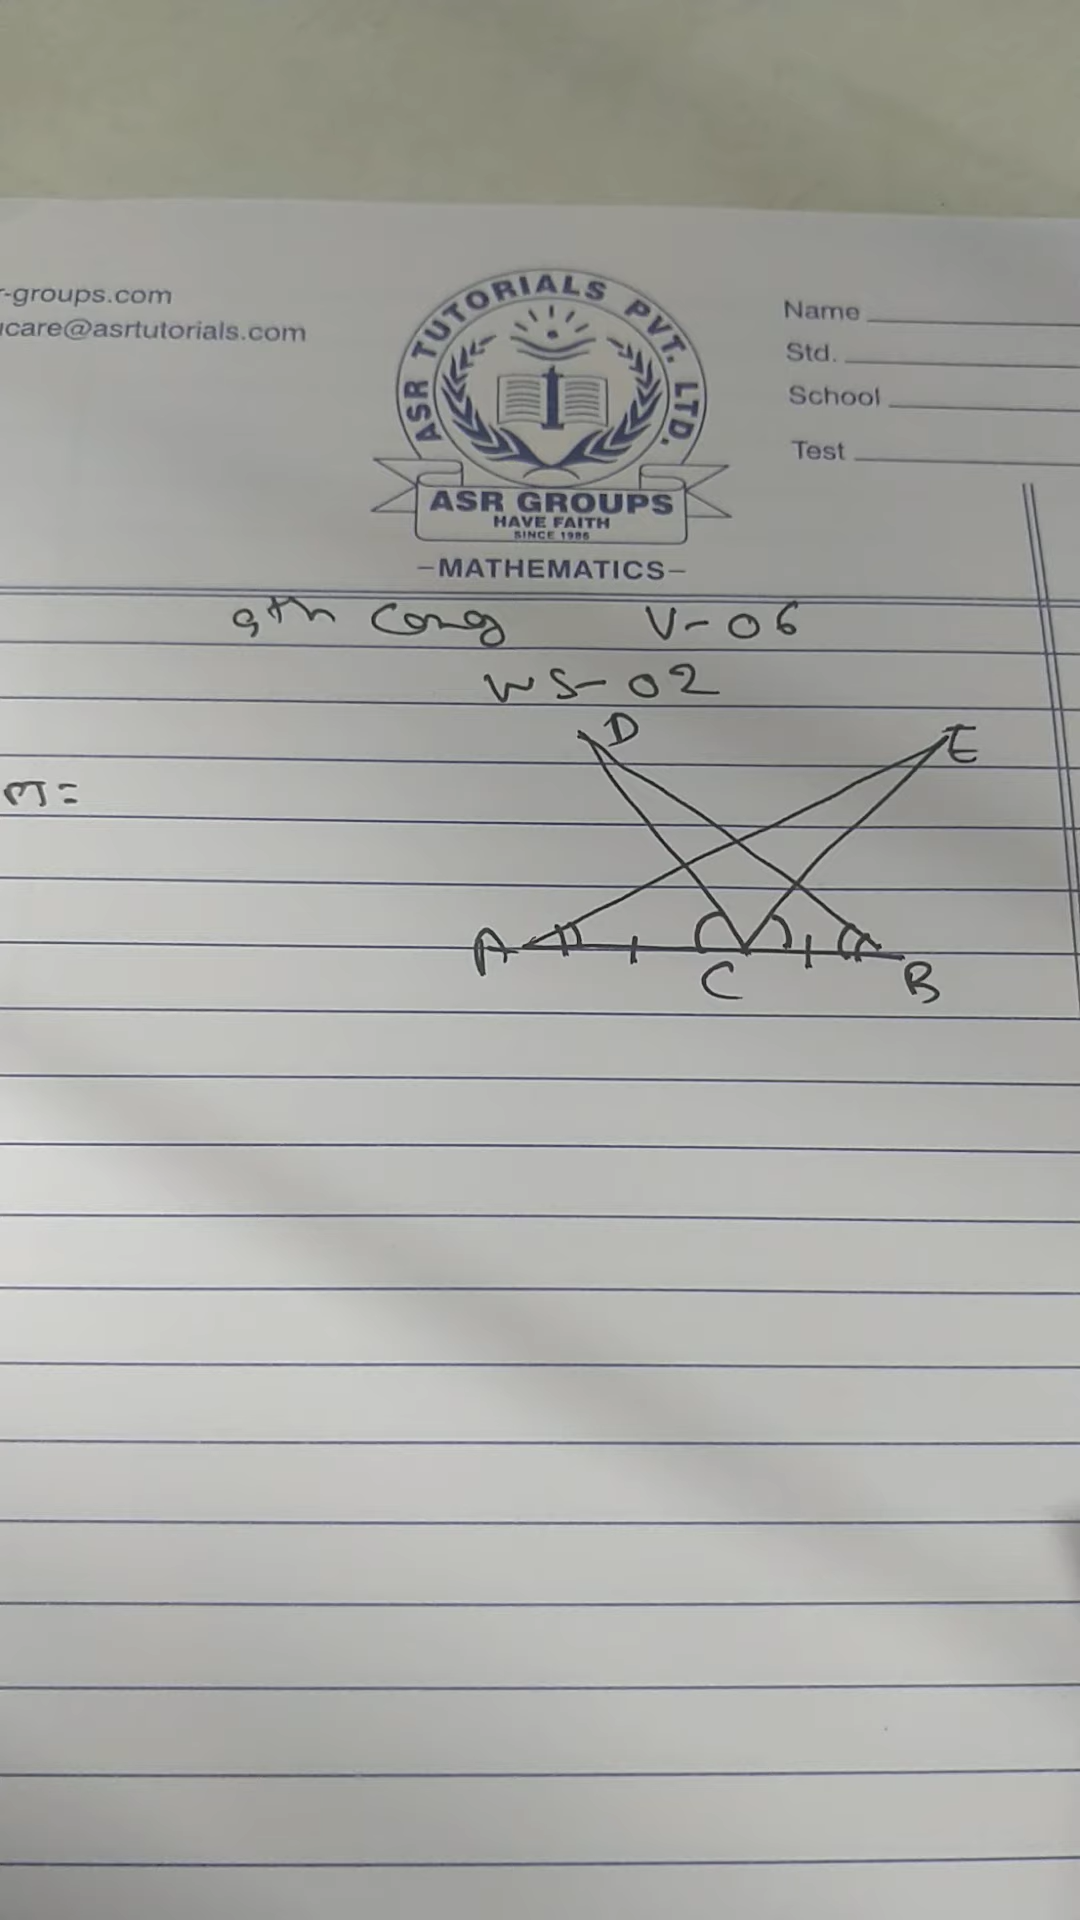 r-groups.com
care@asrtutorials.com
ASR TUTORIALS PVT. LTD.
ASR GROUPS
HAVE FAITH
SINCE 1986
-MATHEMATICS-
Name
Std.
School
Test
9th Cong V-06
WS-02
D
E
A
C
B